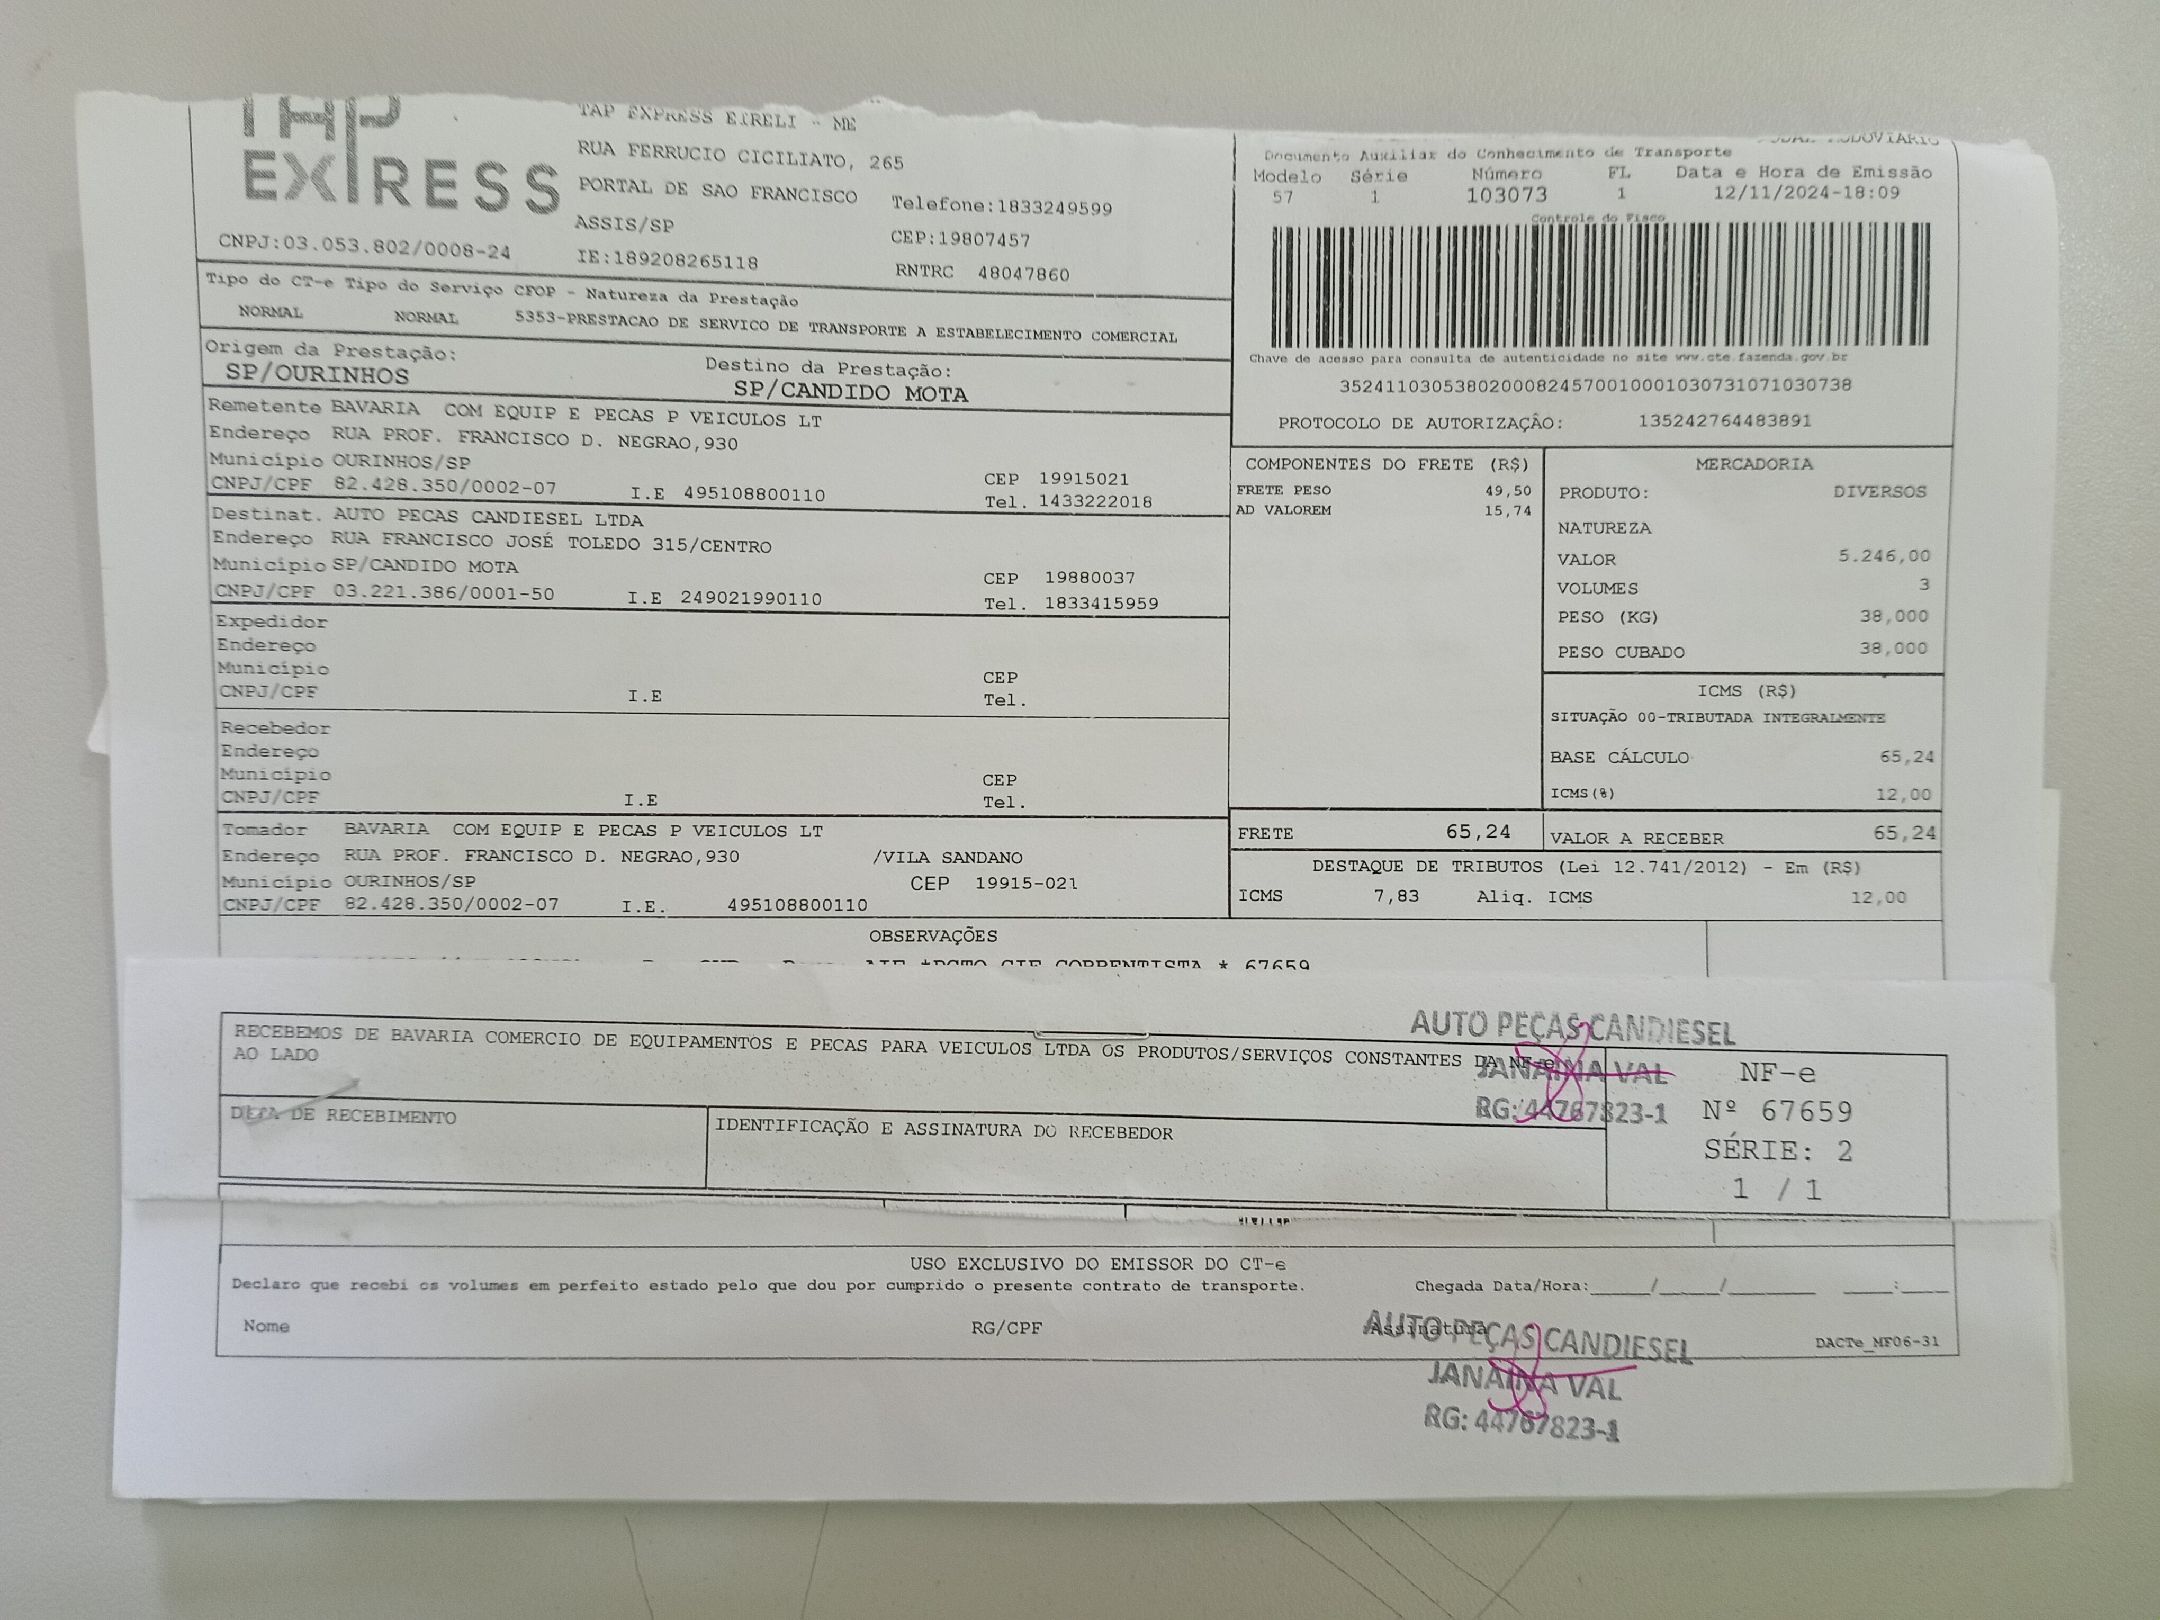 TAP
EXPRESS
TAP EXPRESS EIRELI - ME
RUA FERRUCIO CICILIATO, 265
PORTAL DE SAO FRANCISCO Telefone:1833249599
ASSIS/SP CEP:19807457
CNPJ:03.053.802/0008-24 IE:189208265118 RNTRC 48047860
Documento Auxiliar do Conhecimento de Transporte
Modelo Série Número FL Data e Hora de Emissão
57 1 103073 1 12/11/2024-18:09
Controle do Fisco
Chave de acesso para consulta de autenticidade no site www.cte.fazenda.gov.br
35241103053802000824570010001030731071030738
PROTOCOLO DE AUTORIZAÇÃO: 135242764483891
Tipo do CT-e Tipo do Serviço CFOP - Natureza da Prestação
NORMAL NORMAL 5353-PRESTACAO DE SERVICO DE TRANSPORTE A ESTABELECIMENTO COMERCIAL
Origem da Prestação: Destino da Prestação:
SP/OURINHOS SP/CANDIDO MOTA
Remetente BAVARIA COM EQUIP E PECAS P VEICULOS LT
Endereço RUA PROF. FRANCISCO D. NEGRAO,930
Município OURINHOS/SP CEP 19915021
CNPJ/CPF 82.428.350/0002-07 I.E 495108800110 Tel. 1433222018
Destinat. AUTO PECAS CANDIESEL LTDA
Endereço RUA FRANCISCO JOSÉ TOLEDO 315/CENTRO
Município SP/CANDIDO MOTA CEP 19880037
CNPJ/CPF 03.221.386/0001-50 I.E 249021990110 Tel. 1833415959
Expedidor
Endereço
Município CEP
CNPJ/CPF I.E Tel.
Recebedor
Endereço
Município CEP
CNPJ/CPF I.E Tel.
Tomador BAVARIA COM EQUIP E PECAS P VEICULOS LT
Endereço RUA PROF. FRANCISCO D. NEGRAO,930 /VILA SANDANO
Município OURINHOS/SP CEP 19915-021
CNPJ/CPF 82.428.350/0002-07 I.E. 495108800110
COMPONENTES DO FRETE (R$)
FRETE PESO 49,50
AD VALOREM 15,74
MERCADORIA
PRODUTO: DIVERSOS
NATUREZA
VALOR 5.246,00
VOLUMES 3
PESO (KG) 38,000
PESO CUBADO 38,000
ICMS (R$)
SITUAÇÃO 00-TRIBUTADA INTEGRALMENTE
BASE CÁLCULO 65,24
ICMS(%) 12,00
FRETE 65,24 VALOR A RECEBER 65,24
DESTAQUE DE TRIBUTOS (Lei 12.741/2012) - Em (R$)
ICMS 7,83 Aliq. ICMS 12,00
OBSERVAÇÕES
CIF CORRENTISTA * 67659
RECEBEMOS DE BAVARIA COMERCIO DE EQUIPAMENTOS E PECAS PARA VEICULOS LTDA OS PRODUTOS/SERVIÇOS CONSTANTES DA NF-e
AO LADO
DATA DE RECEBIMENTO IDENTIFICAÇÃO E ASSINATURA DO RECEBEDOR
AUTO PEÇAS CANDIESEL
JANAINA VAL
RG: 44767823-1
NF-e
Nº 67659
SÉRIE: 2
1 / 1
USO EXCLUSIVO DO EMISSOR DO CT-e
Declaro que recebi os volumes em perfeito estado pelo que dou por cumprido o presente contrato de transporte. Chegada Data/Hora:_____/_____/_______ ____:____
Nome RG/CPF Assinatura DACTe_MF06-31
AUTO PEÇAS CANDIESEL
JANAINA VAL
RG: 44767823-1